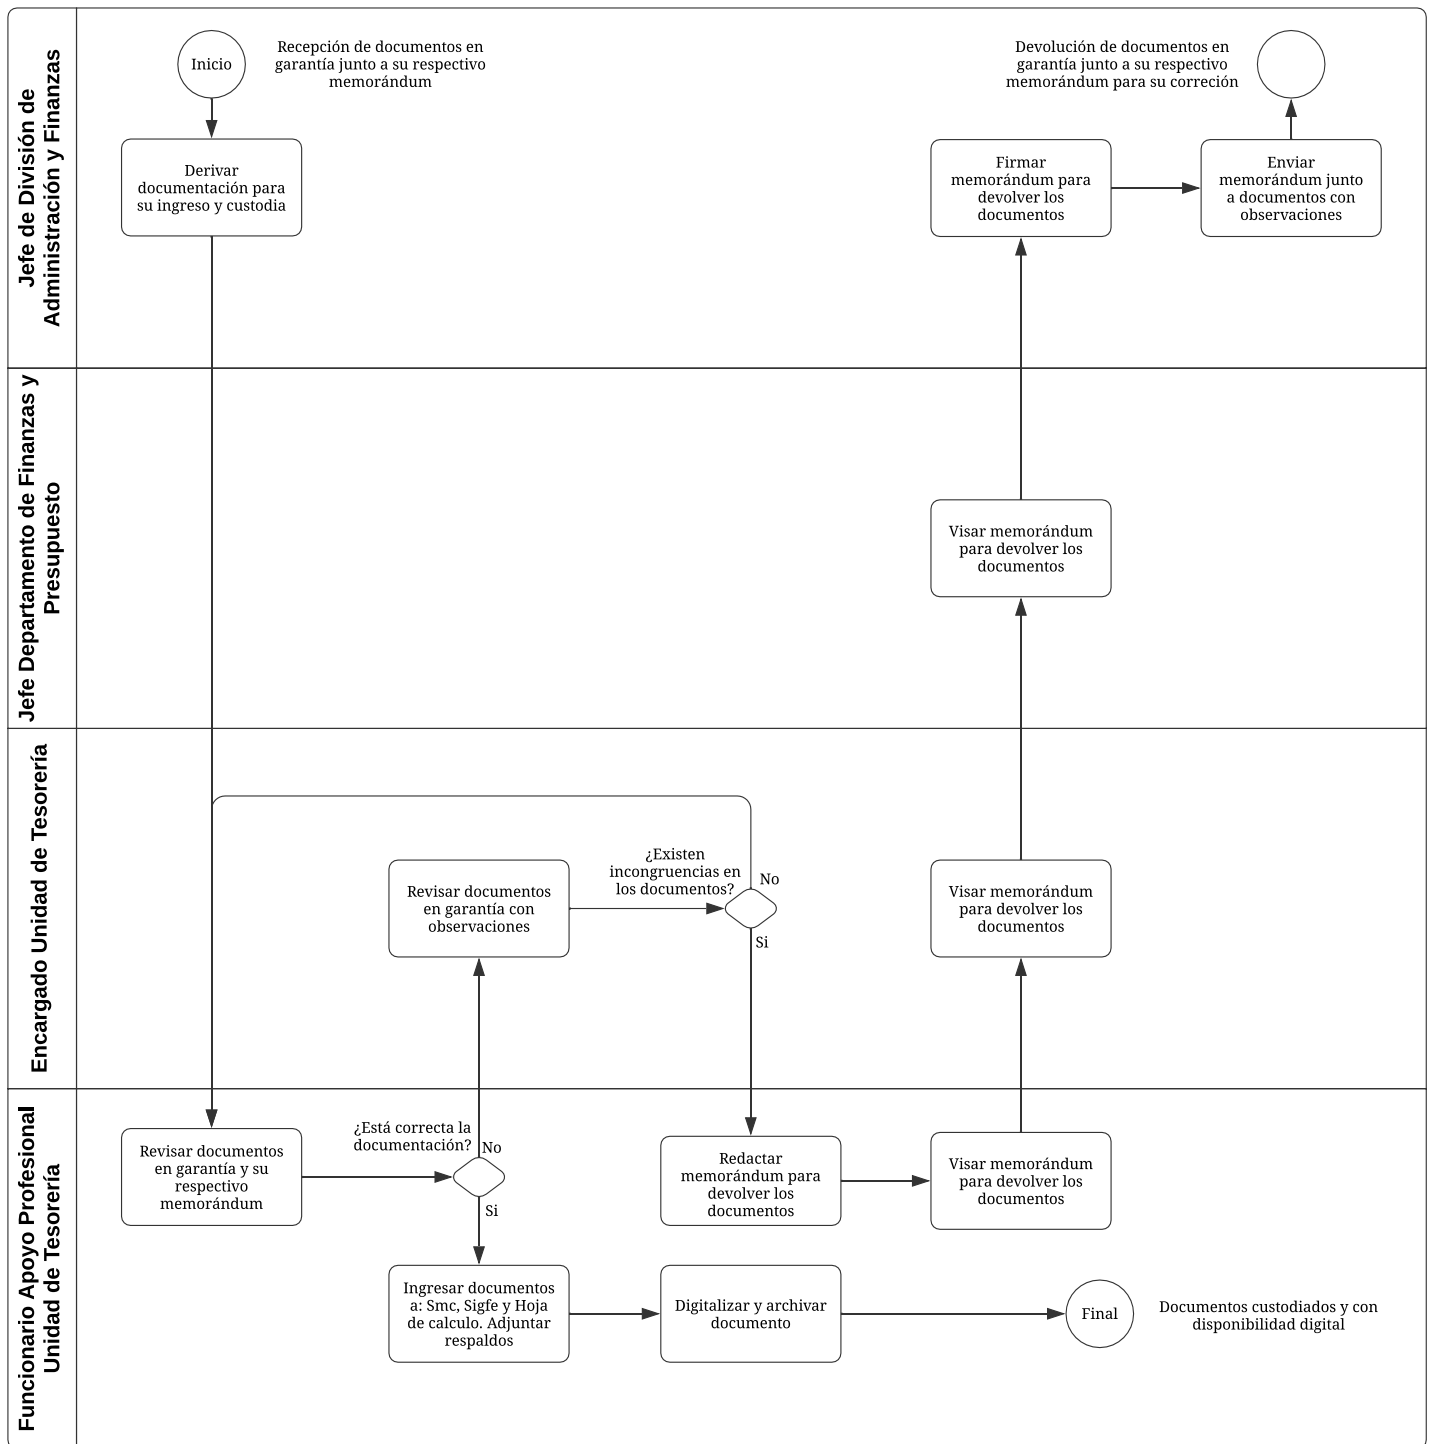 Jefe de División de
Administración y Finanzas
Inicio
Recepción de documentos en
garantía junto a su respectivo
memorándum
Devolución de documentos en
garantía junto a su respectivo
memorándum para su correción
Derivar
documentación para
su ingreso y custodia
Firmar
memorándum para
devolver los
documentos
Enviar
memorándum junto
a documentos con
observaciones
Jefe Departamento de Finanzas y
Presupuesto
Visar memorándum
para devolver los
documentos
Encargado Unidad de Tesorería
Revisar documentos
en garantía con
observaciones
¿Existen
incongruencias en
los documentos?
No
Si
Visar memorándum
para devolver los
documentos
Funcionario Apoyo Profesional
Unidad de Tesorería
Revisar documentos
en garantía y su
respectivo
memorándum
¿Está correcta la
documentación?
No
Si
Redactar
memorándum para
devolver los
documentos
Visar memorándum
para devolver los
documentos
Ingresar documentos
a: Smc, Sigfe y Hoja
de calculo. Adjuntar
respaldos
Digitalizar y archivar
documento
Final
Documentos custodiados y con
disponibilidad digital